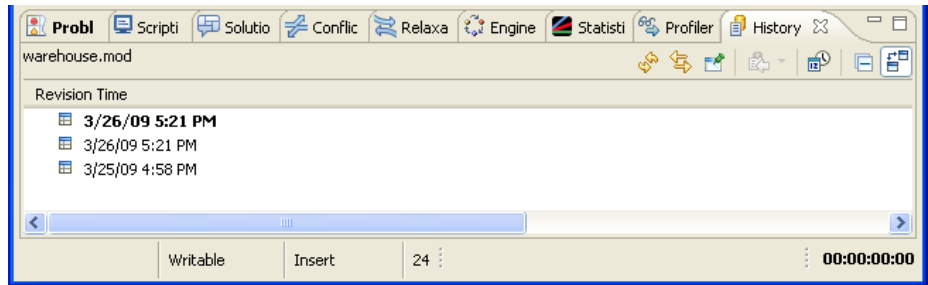 Probl Scripti Solutio Conflic Relaxa Engine Statisti Profiler History
warehouse.mod
Revision Time
3/26/09 5:21 PM
3/26/09 5:21 PM
3/25/09 4:58 PM
Writable Insert 24 00:00:00:00